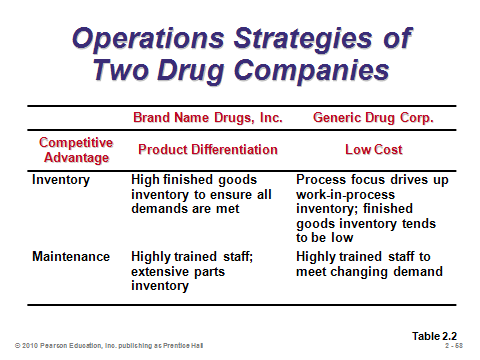 Operations Strategies of
Two Drug Companies
Brand Name Drugs, Inc. Generic Drug Corp.
Competitive
Advantage Product Differentiation Low Cost
Inventory High finished goods
inventory to ensure all
demands are met
Process focus drives up
work-in-process
inventory; finished
goods inventory tends
to be low
Maintenance Highly trained staff;
extensive parts
inventory
Highly trained staff to
meet changing demand
Table 2.2
© 2010 Pearson Education, Inc. publishing as Prentice Hall 2 - 58